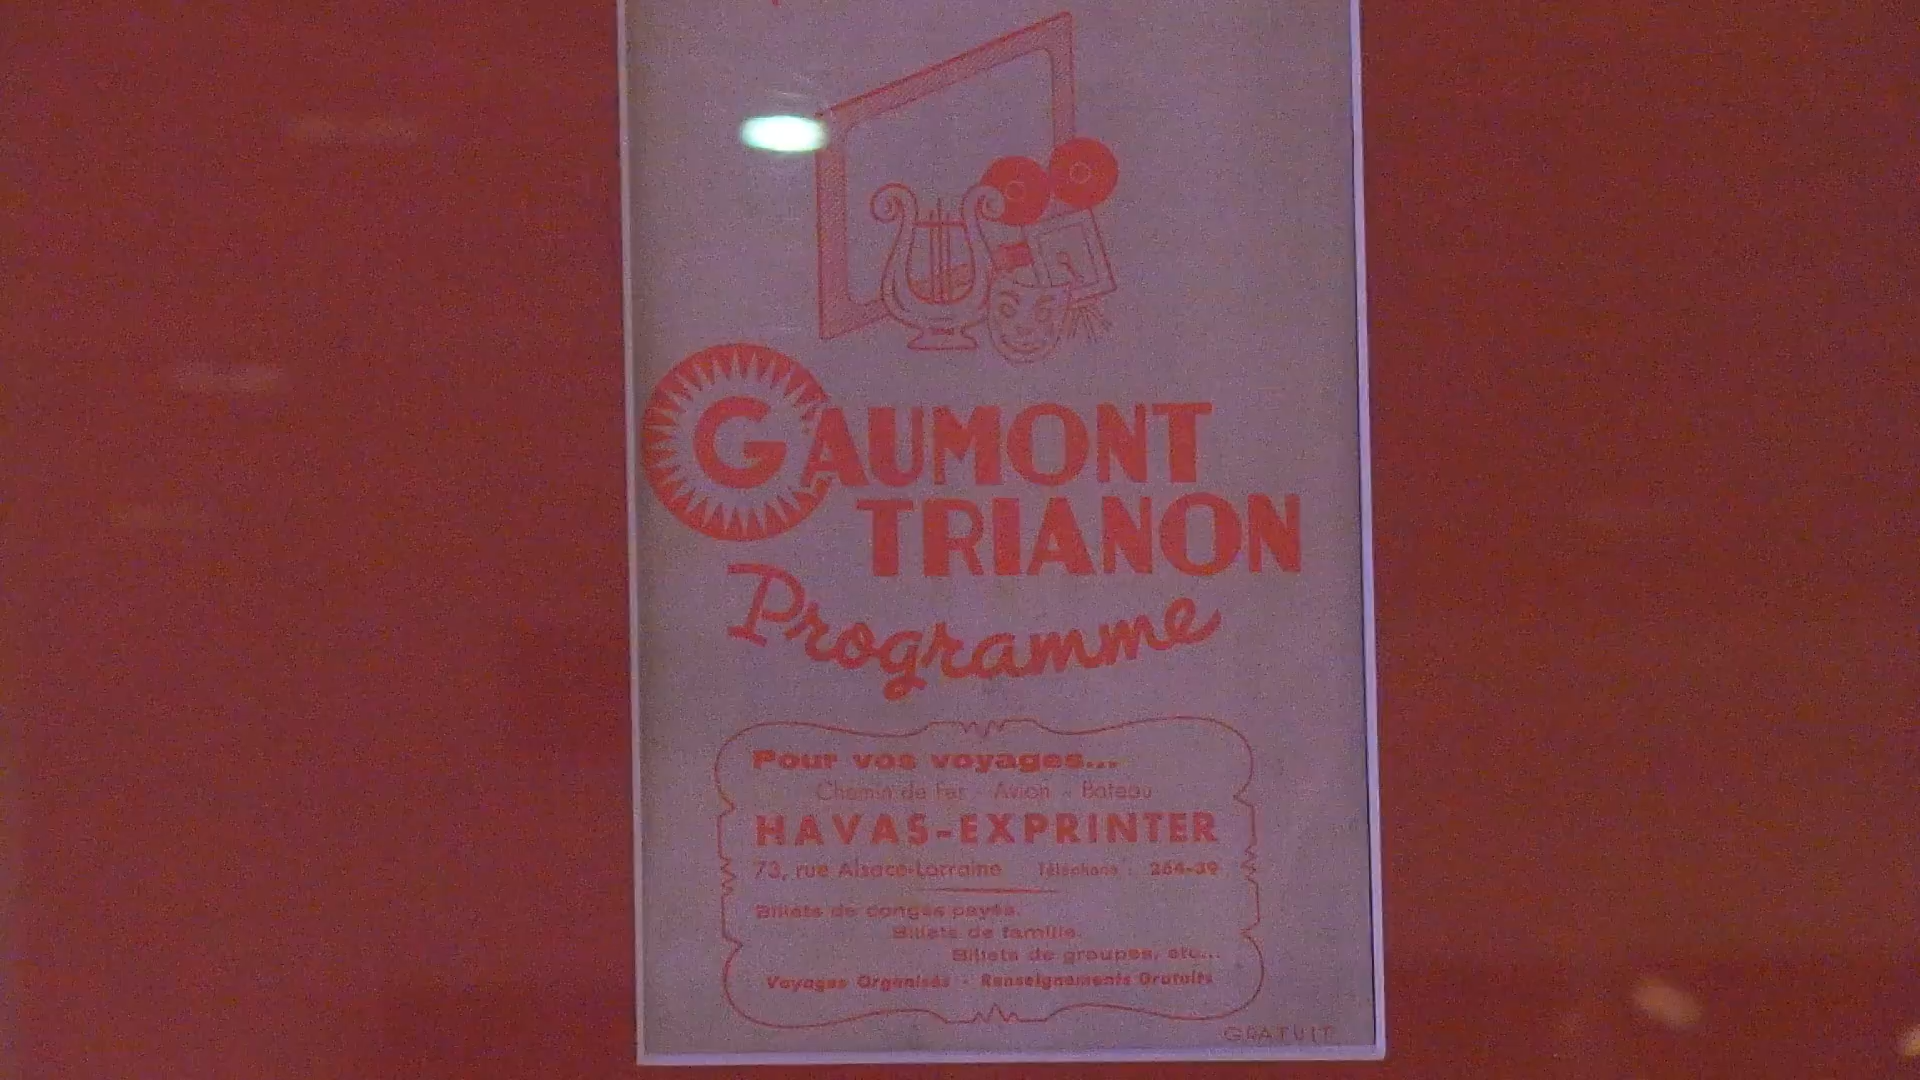 GAUMONT
TRIANON
Programme
Pour vos voyages...
Chemin de Fer - Avion - Bateau
HAVAS-EXPRINTER
73, rue Alsace-Lorraine Téléphone : 264-39
Billets de congés payés.
Billets de famille.
Billets de groupes, etc...
Voyages Organisés - Renseignements Gratuits
GRATUIT